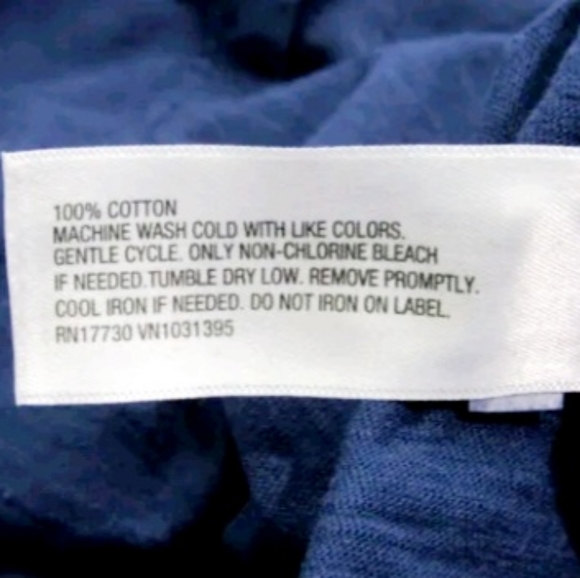 100% COTTON
MACHINE WASH COLD WITH LIKE COLORS.
GENTLE CYCLE. ONLY NON-CHLORINE BLEACH
IF NEEDED.TUMBLE DRY LOW. REMOVE PROMPTLY.
COOL IRON IF NEEDED. DO NOT IRON ON LABEL.
RN17730 VN1031395